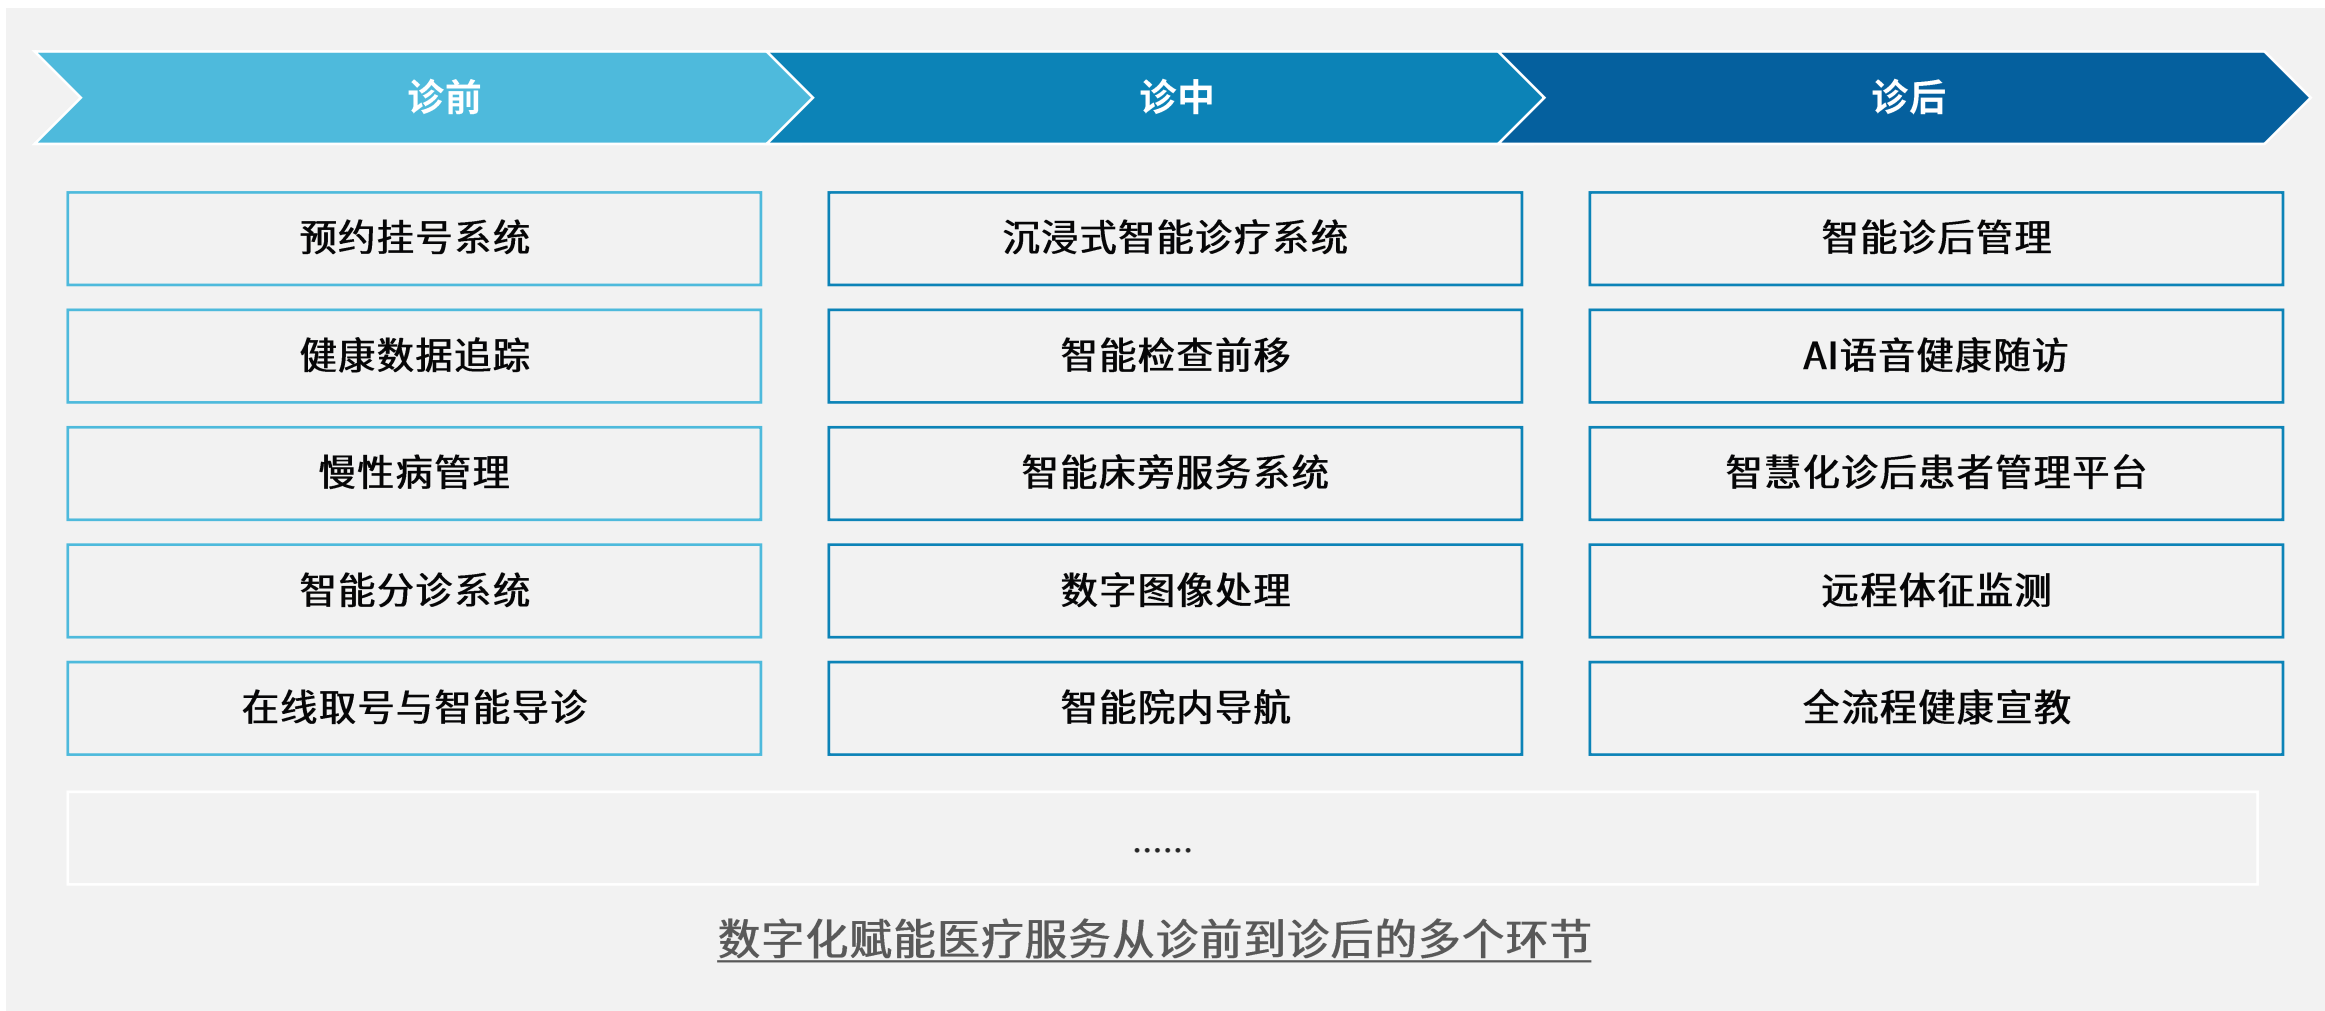 诊前
诊中
诊后
预约挂号系统
沉浸式智能诊疗系统
智能诊后管理
健康数据追踪
智能检查前移
AI语音健康随访
慢性病管理
智能床旁服务系统
智慧化诊后患者管理平台
智能分诊系统
数字图像处理
远程体征监测
在线取号与智能导诊
智能院内导航
全流程健康宣教
......
数字化赋能医疗服务从诊前到诊后的多个环节